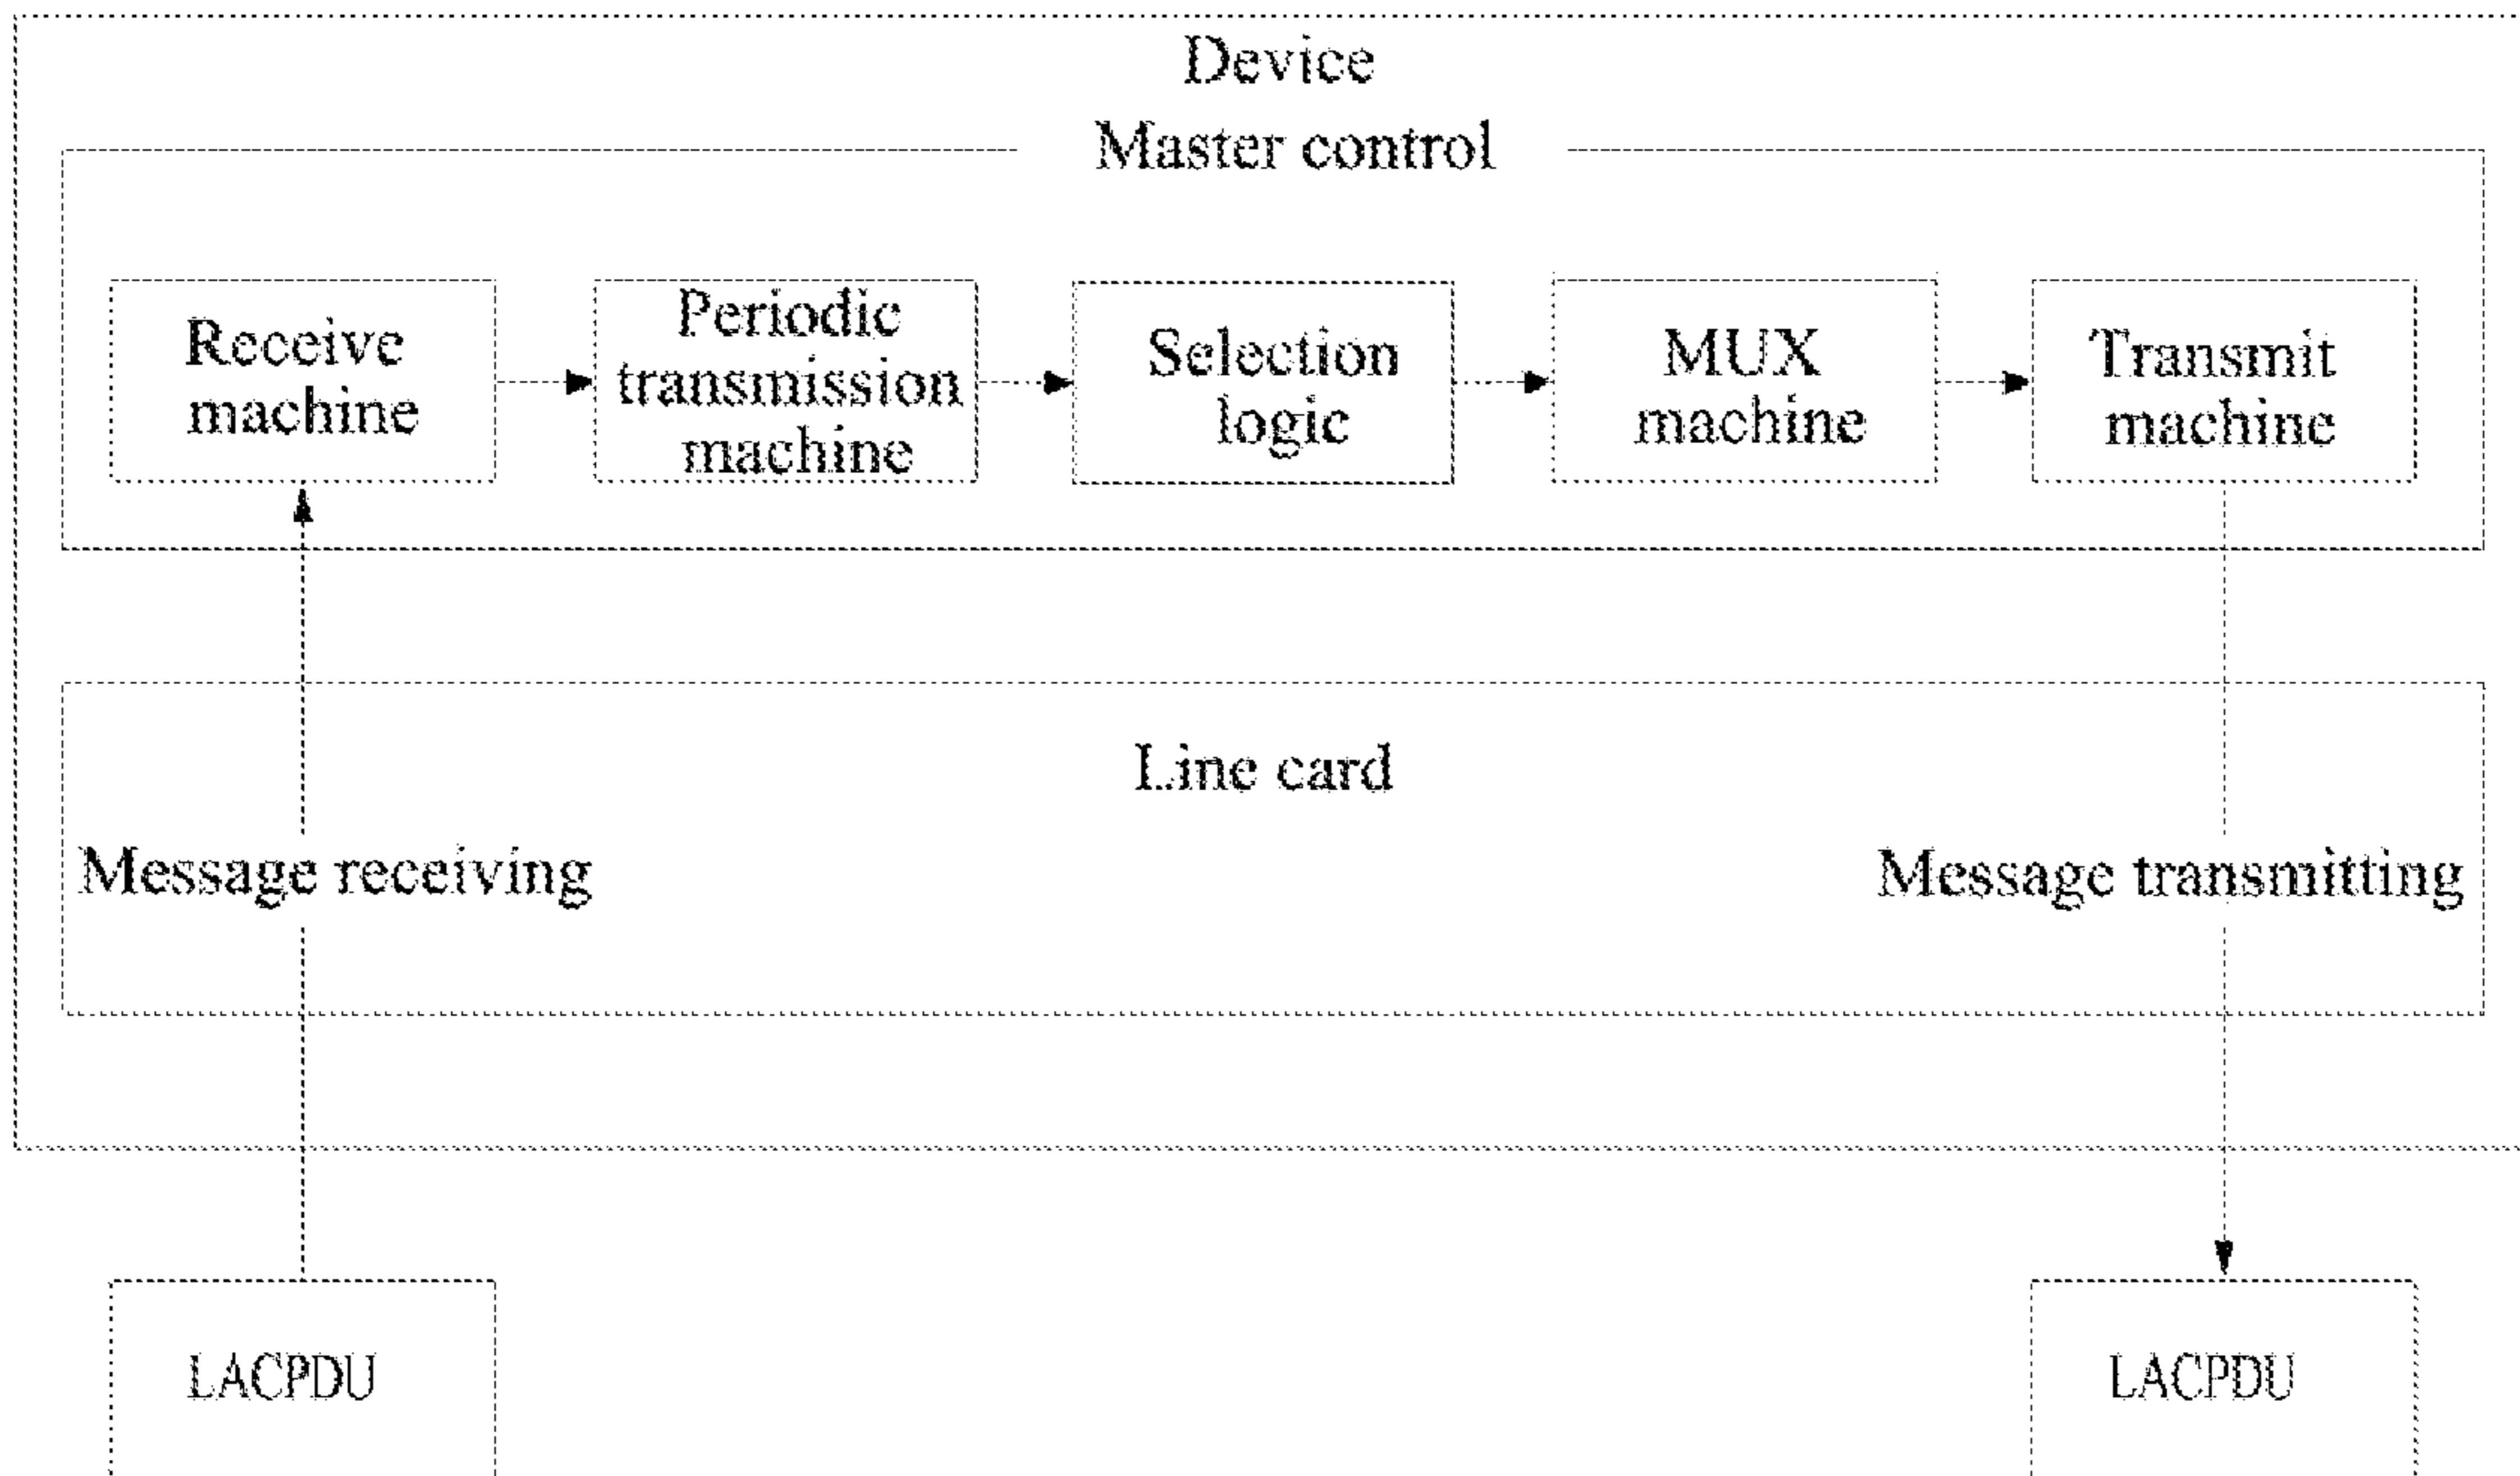 Device
Master control
Receive
machine
Periodic
transmission
machine
Selection
logic
MUX
machine
Transmit
machine
Line card
Message receiving
Message transmitting
LACPDU
LACPDU